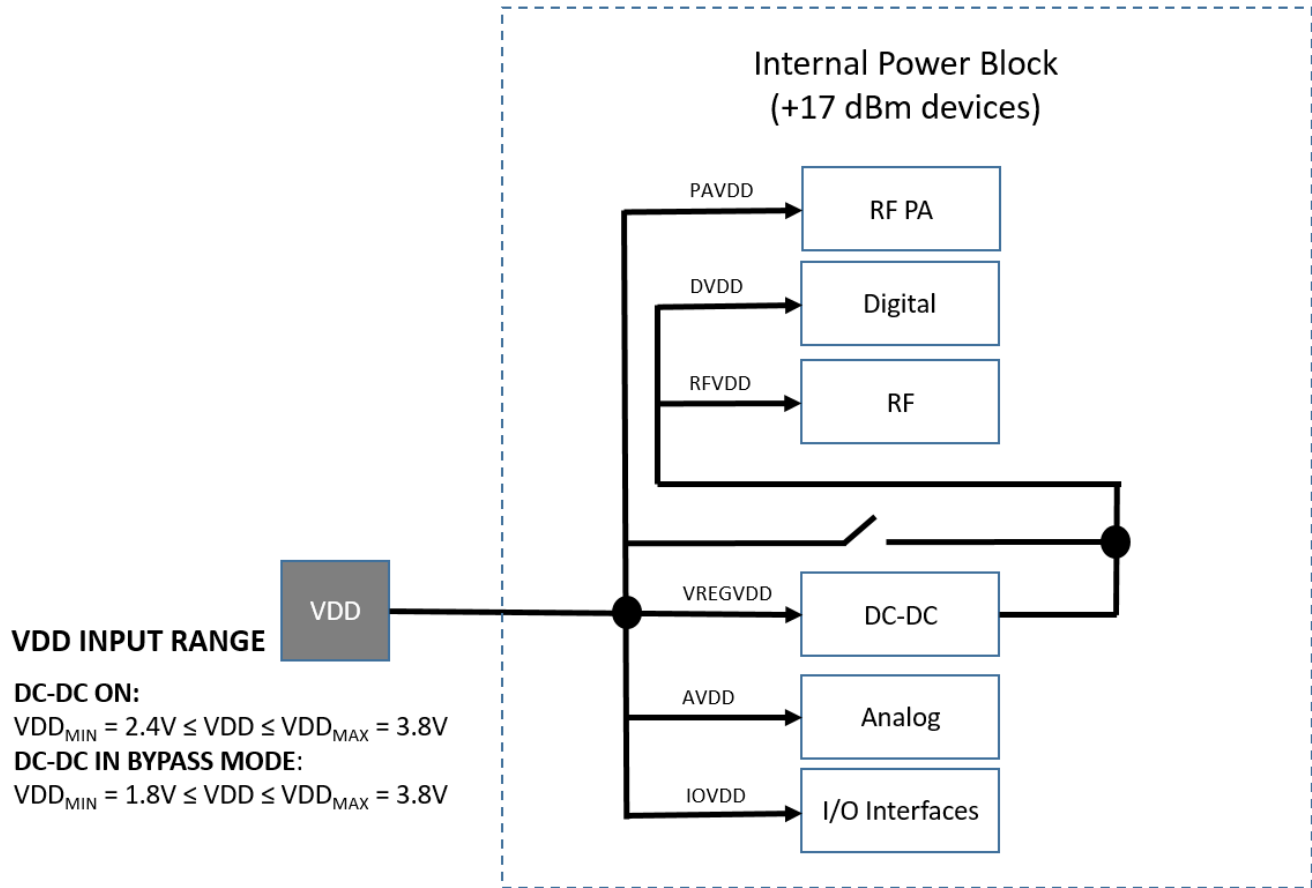 Internal Power Block
(+17 dBm devices)
PAVDD
RF PA
DVDD
Digital
RFVDD
RF
VREGVDD
DC-DC
AVDD
Analog
IOVDD
I/O Interfaces
VDD
VDD INPUT RANGE
DC-DC ON:
VDDMIN = 2.4V ≤ VDD ≤ VDDMAX = 3.8V
DC-DC IN BYPASS MODE:
VDDMIN = 1.8V ≤ VDD ≤ VDDMAX = 3.8V